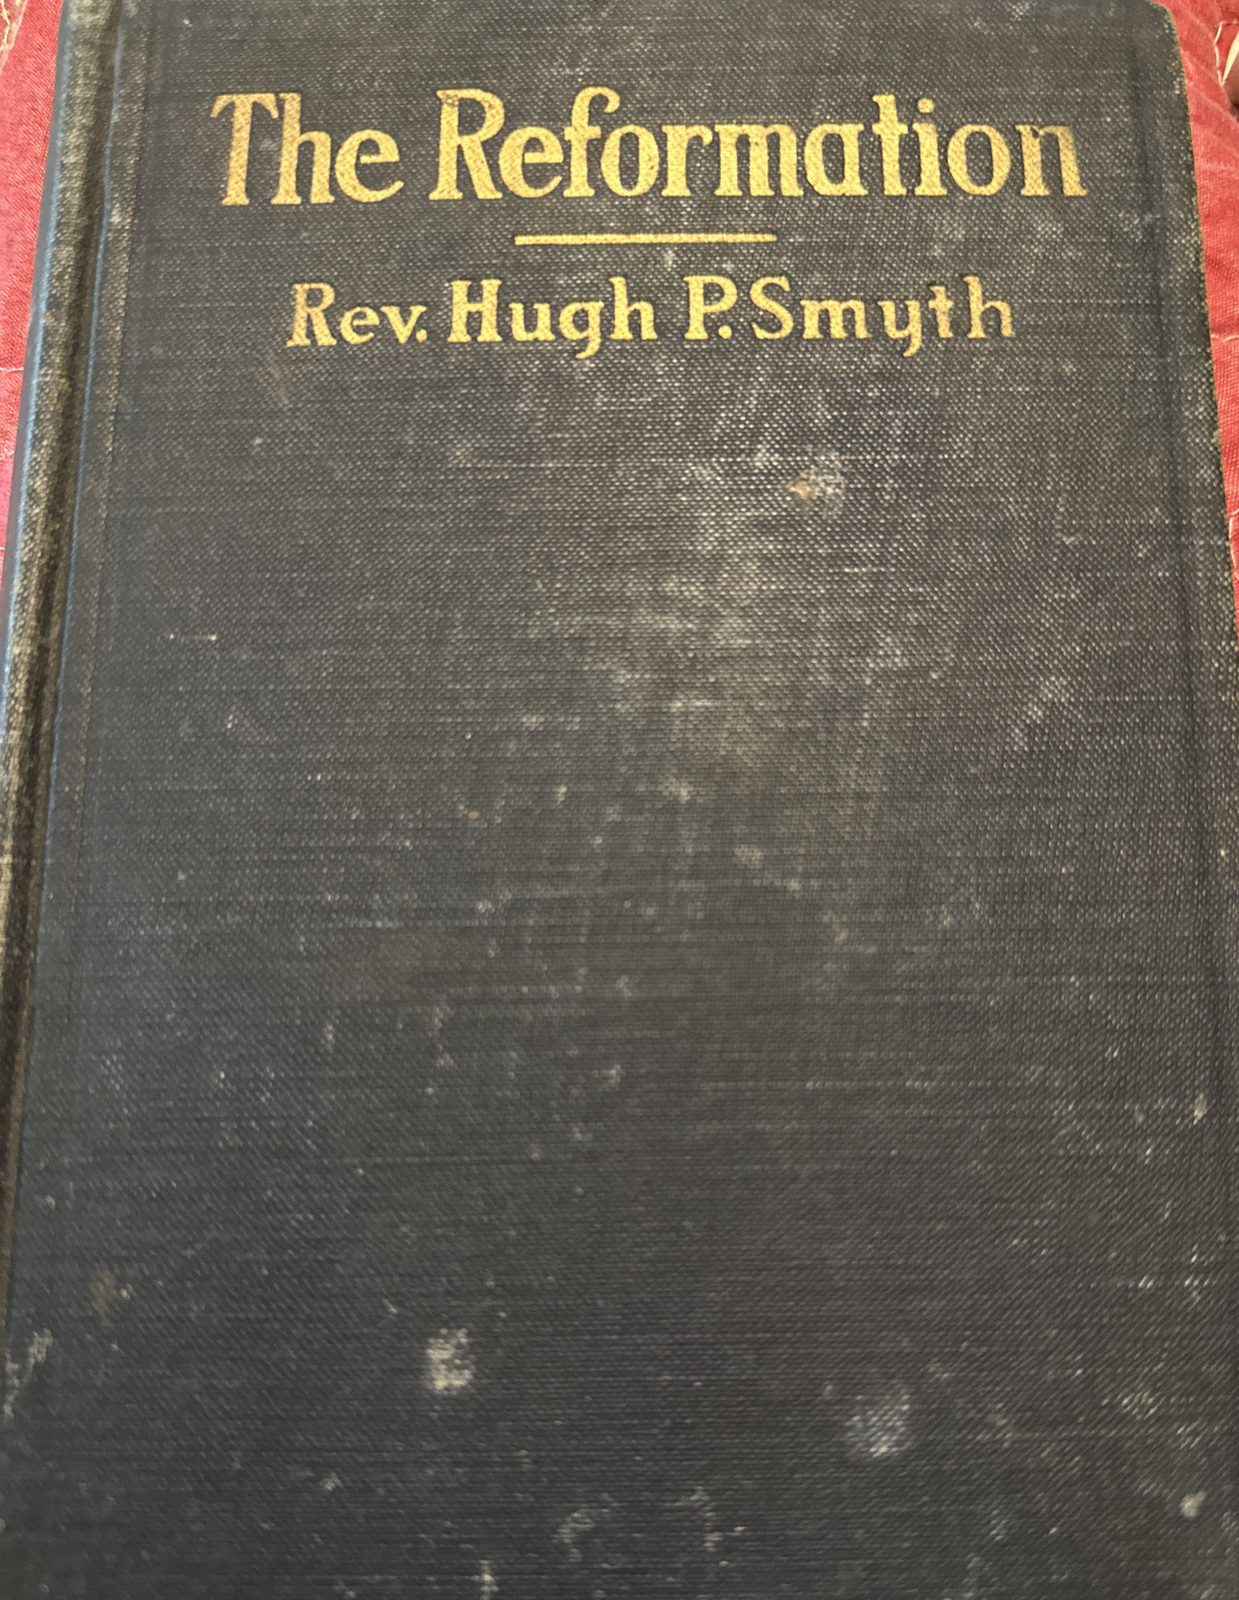 The Reformation
Rev. Hugh P. Smyth